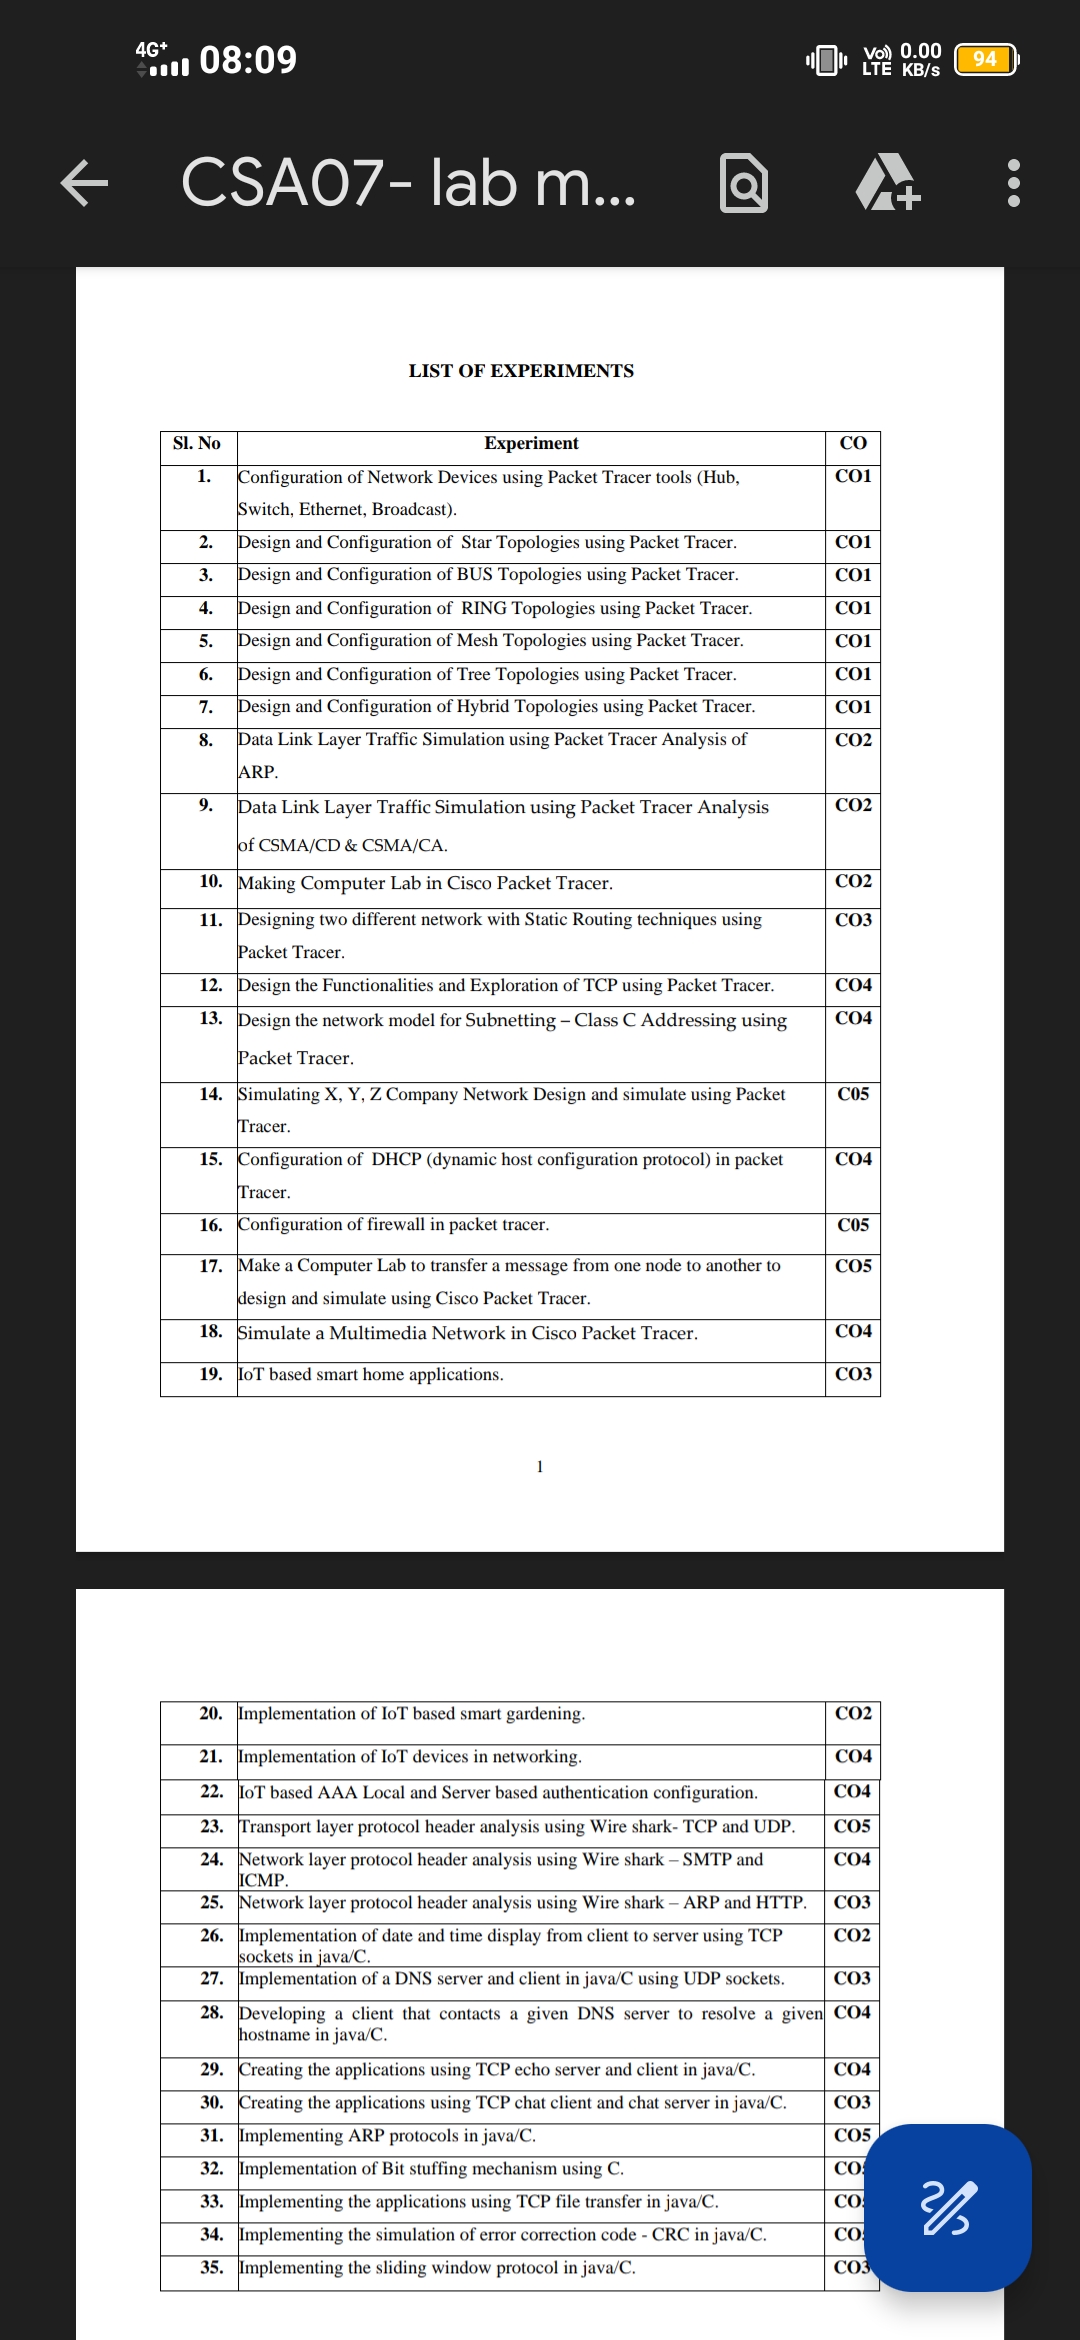 4G+ 08:09 Vo) LTE 0.00 KB/s 94
CSA07- lab m...
LIST OF EXPERIMENTS
Sl. No Experiment CO
1. Configuration of Network Devices using Packet Tracer tools (Hub, CO1
Switch, Ethernet, Broadcast).
2. Design and Configuration of Star Topologies using Packet Tracer. CO1
3. Design and Configuration of BUS Topologies using Packet Tracer. CO1
4. Design and Configuration of RING Topologies using Packet Tracer. CO1
5. Design and Configuration of Mesh Topologies using Packet Tracer. CO1
6. Design and Configuration of Tree Topologies using Packet Tracer. CO1
7. Design and Configuration of Hybrid Topologies using Packet Tracer. CO1
8. Data Link Layer Traffic Simulation using Packet Tracer Analysis of CO2
ARP.
9. Data Link Layer Traffic Simulation using Packet Tracer Analysis CO2
of CSMA/CD & CSMA/CA.
10. Making Computer Lab in Cisco Packet Tracer. CO2
11. Designing two different network with Static Routing techniques using CO3
Packet Tracer.
12. Design the Functionalities and Exploration of TCP using Packet Tracer. CO4
13. Design the network model for Subnetting – Class C Addressing using CO4
Packet Tracer.
14. Simulating X, Y, Z Company Network Design and simulate using Packet C05
Tracer.
15. Configuration of DHCP (dynamic host configuration protocol) in packet CO4
Tracer.
16. Configuration of firewall in packet tracer. C05
17. Make a Computer Lab to transfer a message from one node to another to CO5
design and simulate using Cisco Packet Tracer.
18. Simulate a Multimedia Network in Cisco Packet Tracer. CO4
19. IoT based smart home applications. CO3
1
20. Implementation of IoT based smart gardening. CO2
21. Implementation of IoT devices in networking. CO4
22. IoT based AAA Local and Server based authentication configuration. CO4
23. Transport layer protocol header analysis using Wire shark- TCP and UDP. CO5
24. Network layer protocol header analysis using Wire shark – SMTP and CO4
ICMP.
25. Network layer protocol header analysis using Wire shark – ARP and HTTP. CO3
26. Implementation of date and time display from client to server using TCP CO2
sockets in java/C.
27. Implementation of a DNS server and client in java/C using UDP sockets. CO3
28. Developing a client that contacts a given DNS server to resolve a given CO4
hostname in java/C.
29. Creating the applications using TCP echo server and client in java/C. CO4
30. Creating the applications using TCP chat client and chat server in java/C. CO3
31. Implementing ARP protocols in java/C. CO5
32. Implementation of Bit stuffing mechanism using C.
33. Implementing the applications using TCP file transfer in java/C.
34. Implementing the simulation of error correction code - CRC in java/C.
35. Implementing the sliding window protocol in java/C. CO3